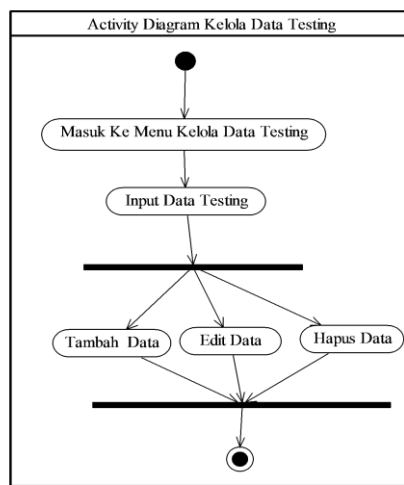 Activity Diagram Kelola Data Testing
Masuk Ke Menu Kelola Data Testing
Input Data Testing
Tambah Data
Edit Data
Hapus Data